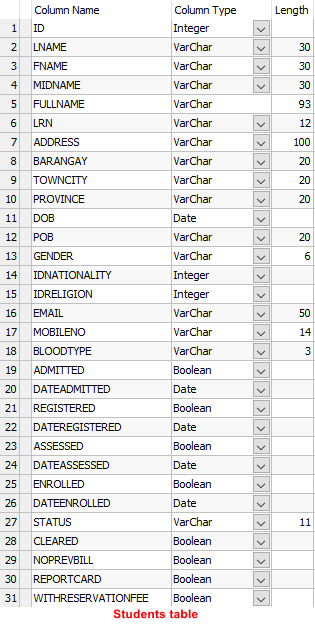 Column Name Column Type Length
1 ID Integer
2 LNAME VarChar 30
3 FNAME VarChar 30
4 MIDNAME VarChar 30
5 FULLNAME VarChar 93
6 LRN VarChar 12
7 ADDRESS VarChar 100
8 BARANGAY VarChar 20
9 TOWNCITY VarChar 20
10 PROVINCE VarChar 20
11 DOB Date
12 POB VarChar 20
13 GENDER VarChar 6
14 IDNATIONALITY Integer
15 IDRELIGION Integer
16 EMAIL VarChar 50
17 MOBILENO VarChar 14
18 BLOODTYPE VarChar 3
19 ADMITTED Boolean
20 DATEADMITTED Date
21 REGISTERED Boolean
22 DATEREGISTERED Date
23 ASSESSED Boolean
24 DATEASSESSED Date
25 ENROLLED Boolean
26 DATEENROLLED Date
27 STATUS VarChar 11
28 CLEARED Boolean
29 NOPREVBILL Boolean
30 REPORTCARD Boolean
31 WITHRESERVATIONFEE Boolean
Students table